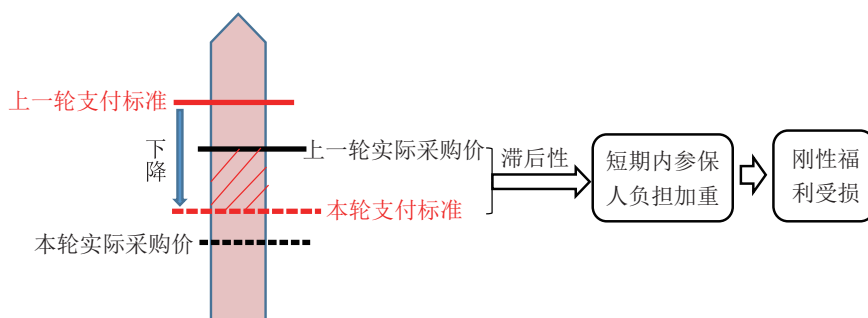 上一轮支付标准
下降
上一轮实际采购价
本轮支付标准
本轮实际采购价
滞后性
短期内参保
人负担加重
刚性福
利受损